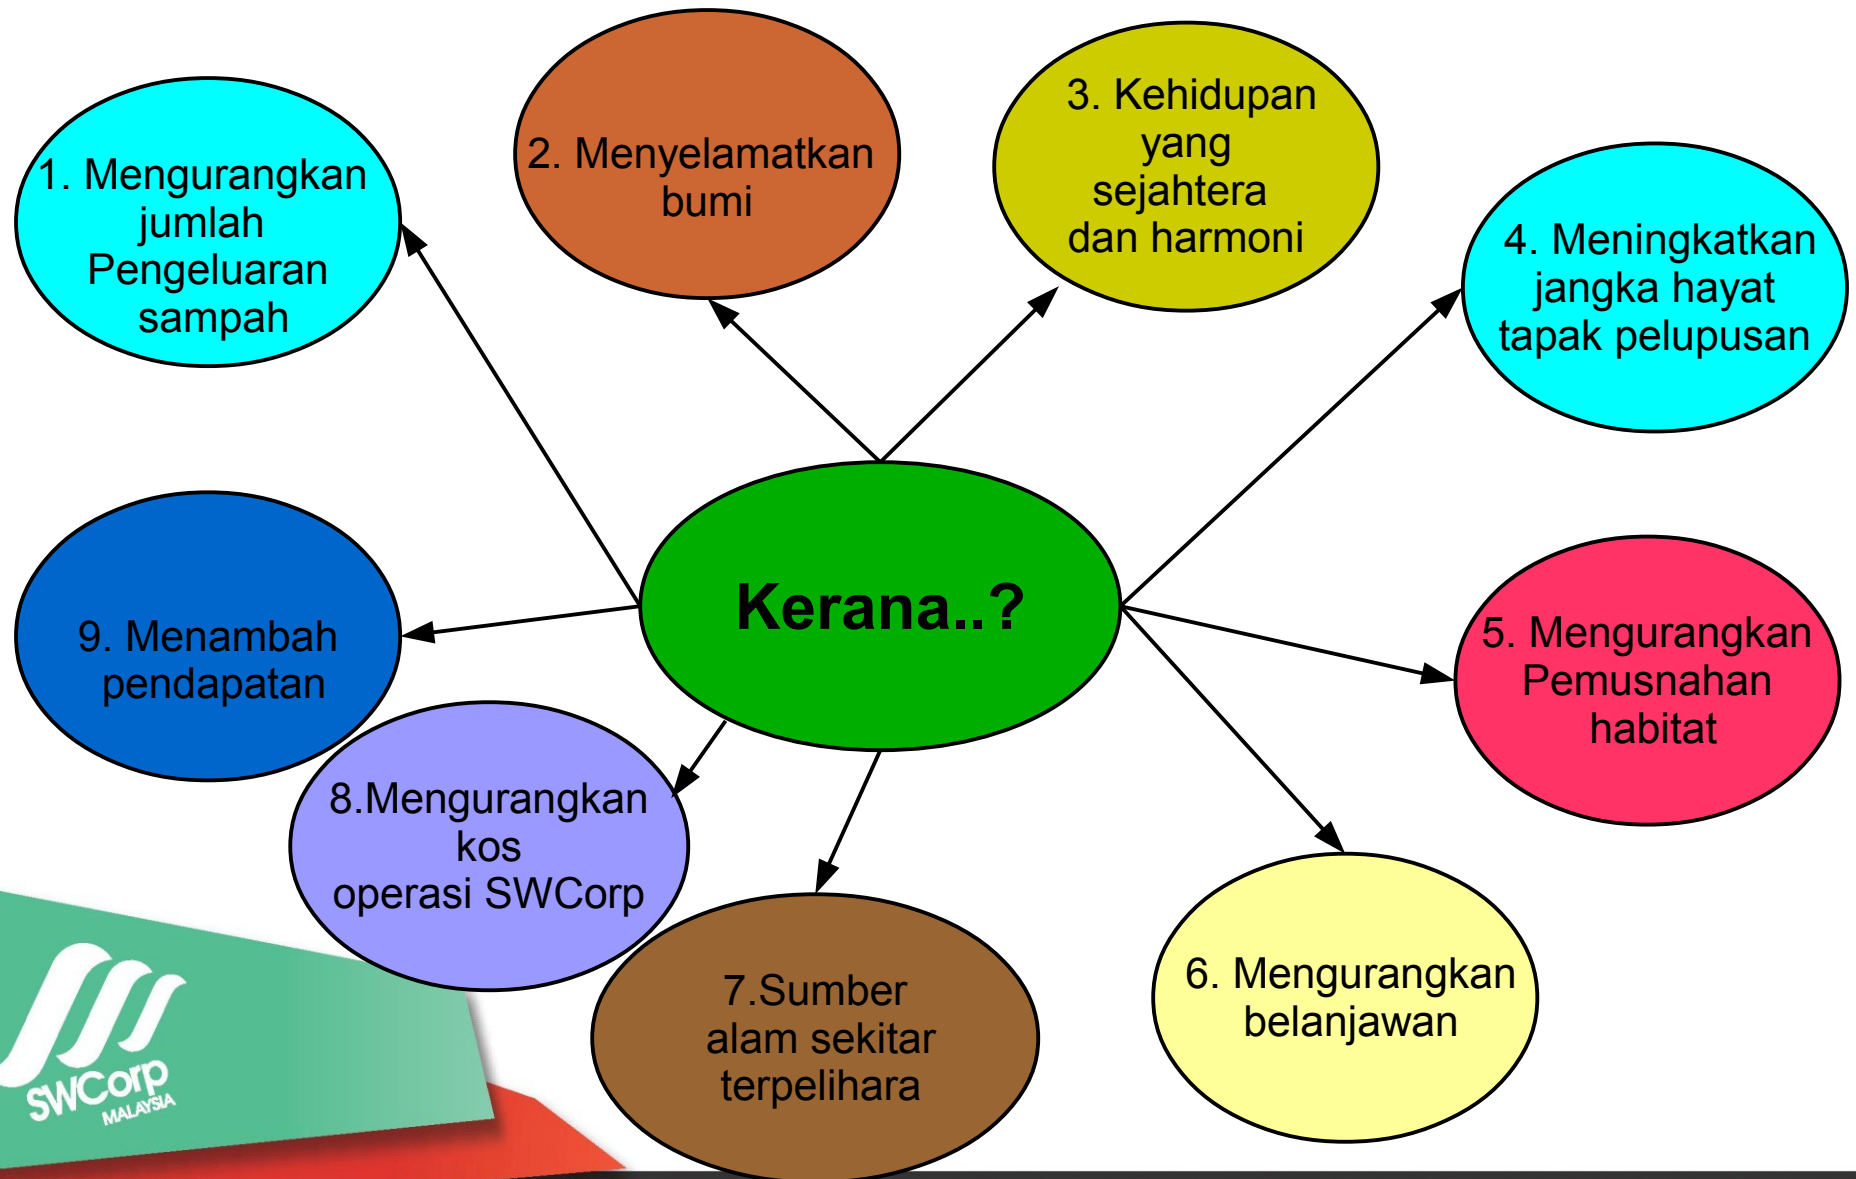 1. Mengurangkan
jumlah
Pengeluaran
sampah
2. Menyelamatkan
bumi
3. Kehidupan
yang
sejahtera
dan harmoni
4. Meningkatkan
jangka hayat
tapak pelupusan
Kerana..?
5. Mengurangkan
Pemusnahan
habitat
6. Mengurangkan
belanjawan
7.Sumber
alam sekitar
terpelihara
8.Mengurangkan
kos
operasi SWCorp
9. Menambah
pendapatan
SWCorp
MALAYSIA